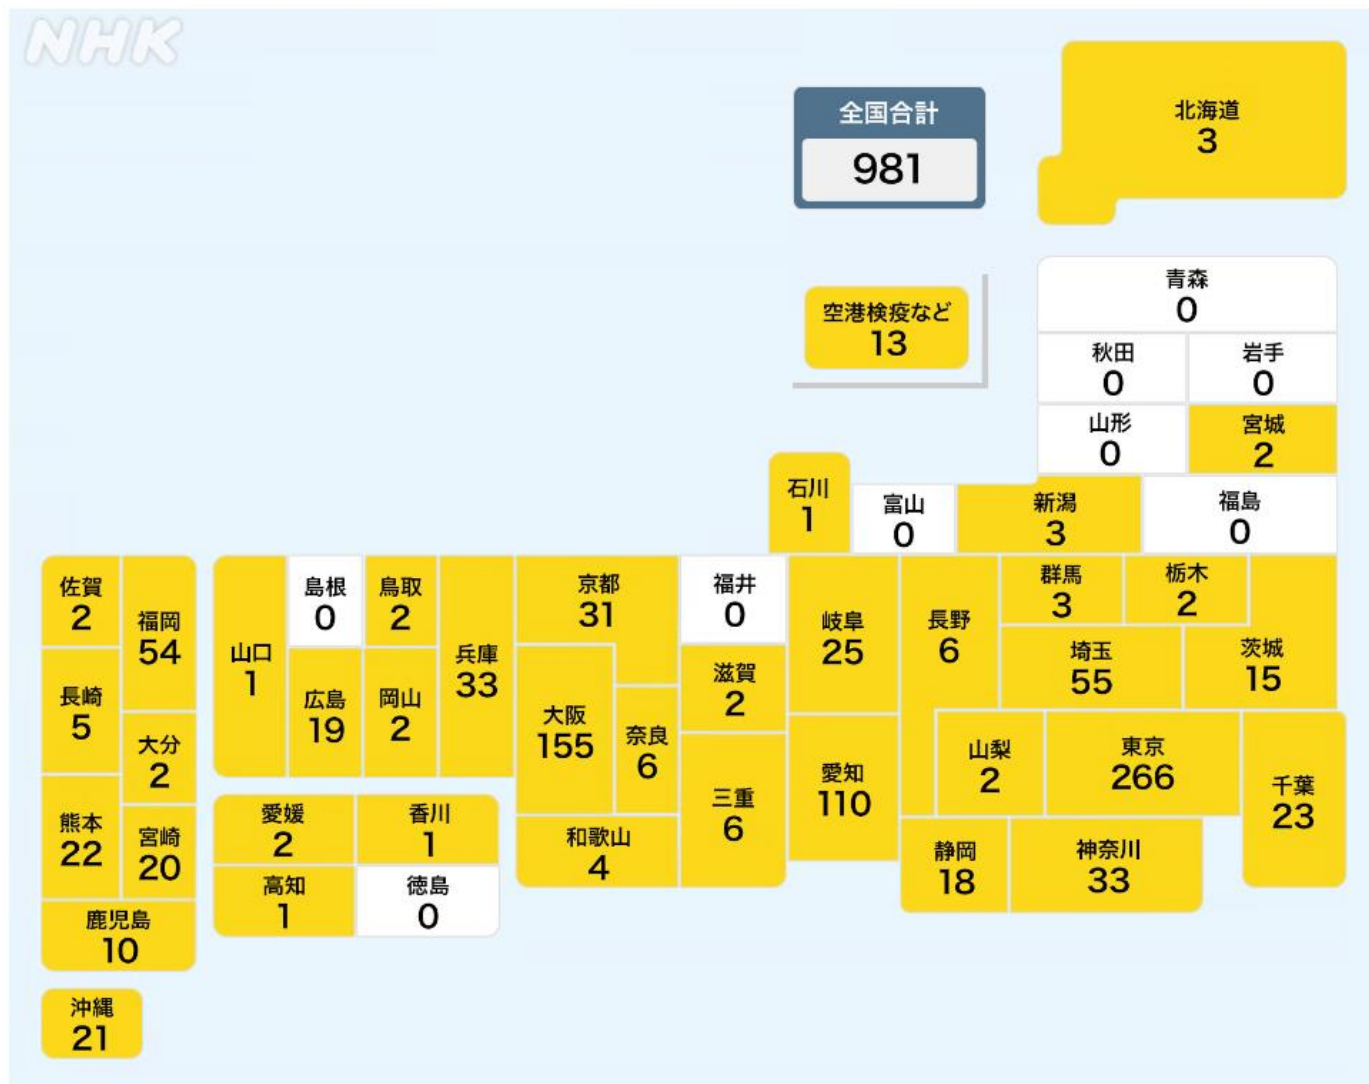 NHK
全国合計
981
北海道
3
空港検疫など
13
青森
0
秋田
0
岩手
0
山形
0
宮城
2
石川
1
富山
0
新潟
3
福島
0
佐賀
2
福岡
54
長崎
5
大分
2
熊本
22
宮崎
20
鹿児島
10
沖縄
21
山口
1
島根
0
鳥取
2
広島
19
岡山
2
兵庫
33
京都
31
大阪
155
奈良
6
和歌山
4
福井
0
滋賀
2
三重
6
愛媛
2
香川
1
高知
1
徳島
0
岐阜
25
愛知
110
長野
6
群馬
3
栃木
2
埼玉
55
茨城
15
山梨
2
東京
266
千葉
23
静岡
18
神奈川
33